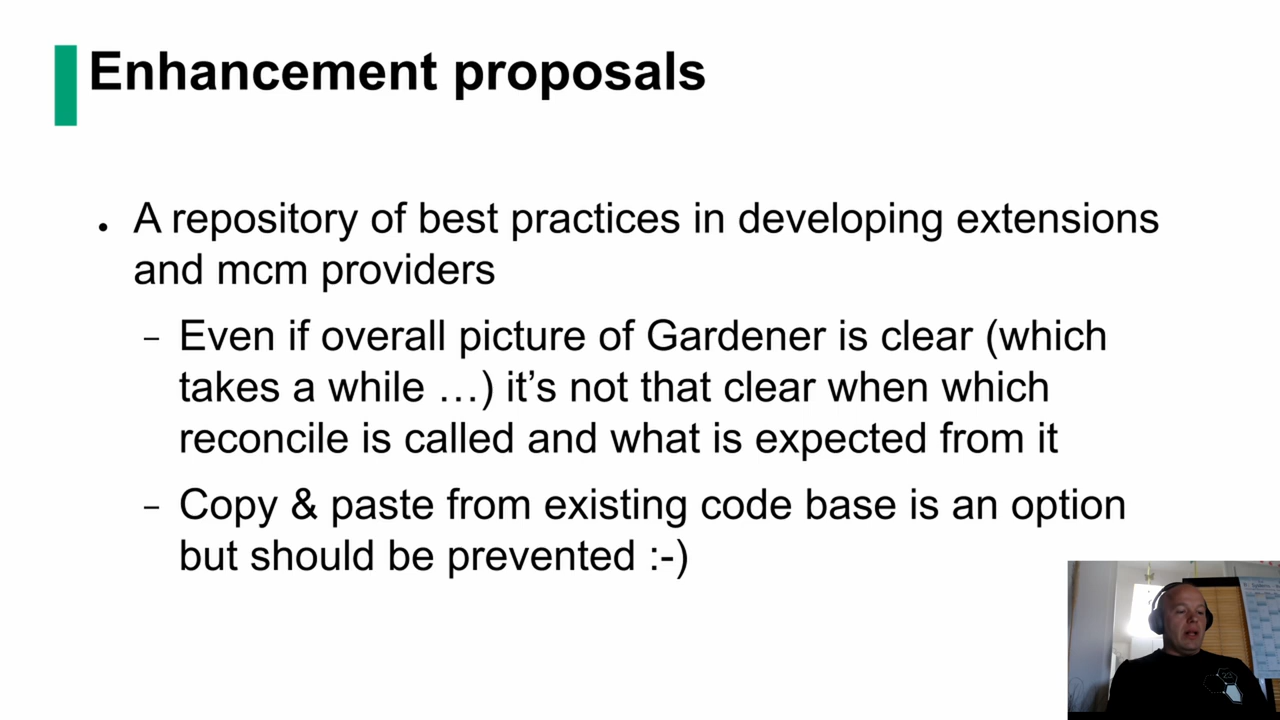 Enhancement proposals
● A repository of best practices in developing extensions
and mcm providers
– Even if overall picture of Gardener is clear (which
takes a while …) it’s not that clear when which
reconcile is called and what is expected from it
– Copy & paste from existing code base is an option
but should be prevented :-)